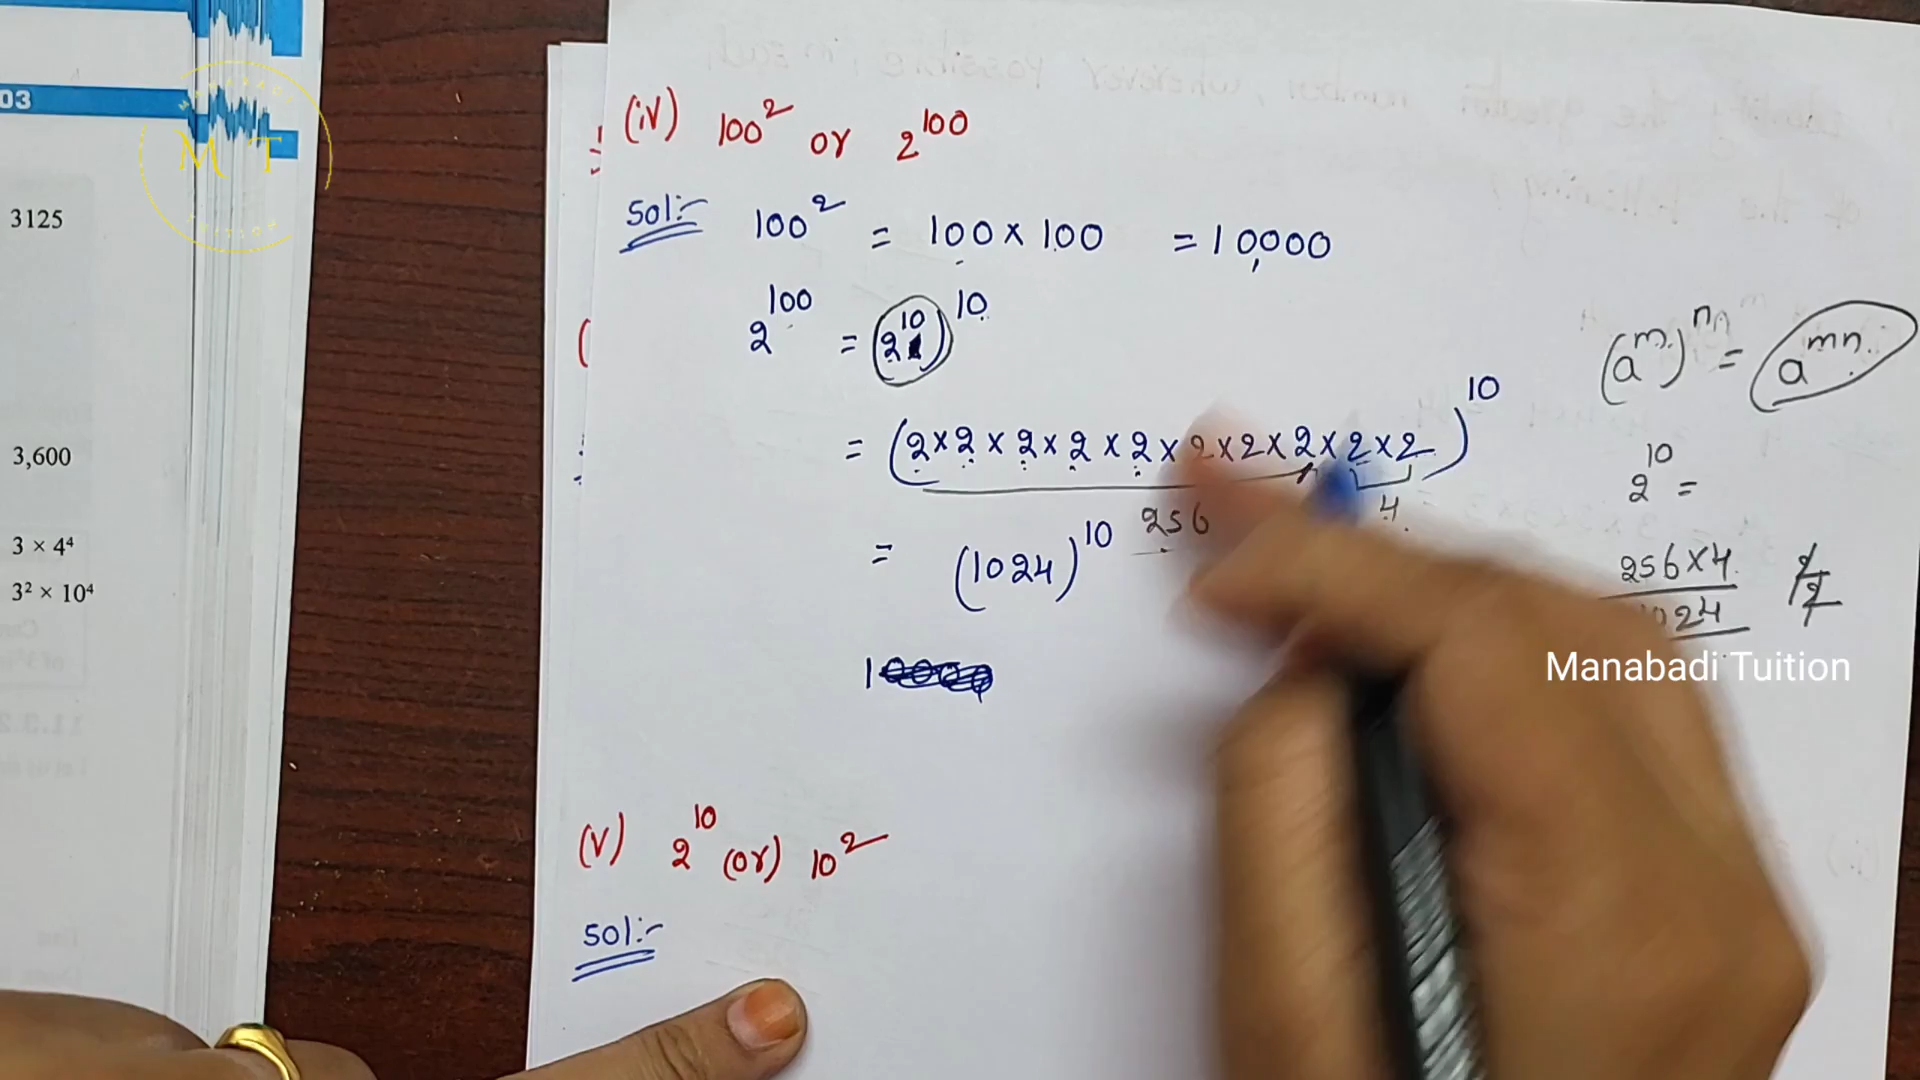 03
3125
3,600
3 × 4⁴
3² × 10⁴
M T
(iv) 100² or 2¹⁰⁰
Sol:- 100² = 100 × 100 = 10,000
2¹⁰⁰ = (2¹⁰)¹⁰
(aᵐ)ⁿ = aᵐⁿ
= (2×2×2×2×2×2×2×2×2×2)¹⁰
256 4
= (1024)¹⁰
2¹⁰ =
256×4
1024
Manabadi Tuition
(v) 2¹⁰ (or) 10²
Sol:-